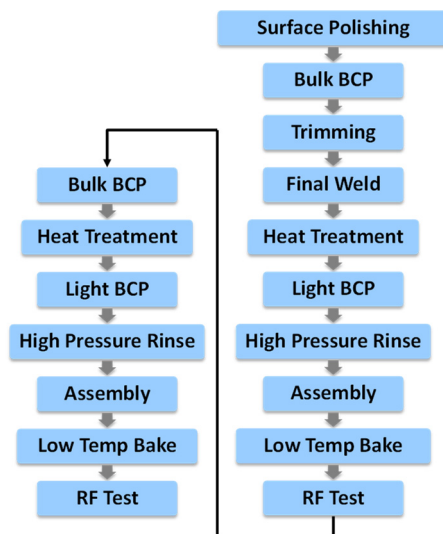 Surface Polishing
Bulk BCP
Trimming
Final Weld
Heat Treatment
Light BCP
High Pressure Rinse
Assembly
Low Temp Bake
RF Test
Bulk BCP
Heat Treatment
Light BCP
High Pressure Rinse
Assembly
Low Temp Bake
RF Test